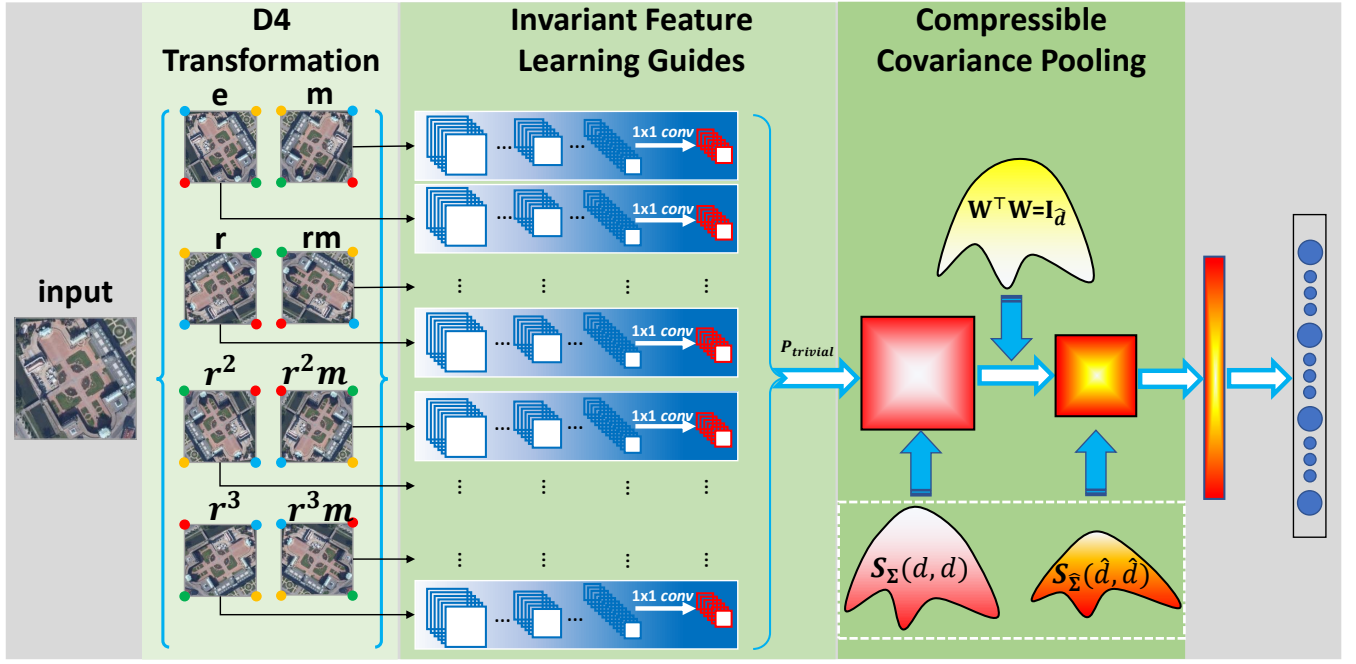 D4
Transformation
Invariant Feature
Learning Guides
Compressible
Covariance Pooling
input
e m
r rm
r² r²m
r³ r³m
... ... 1x1 conv
... ... 1x1 conv
⋮ ⋮ ⋮ ⋮
... ... 1x1 conv
... ... 1x1 conv
⋮ ⋮ ⋮ ⋮
⋮ ⋮ ⋮ ⋮
... ... 1x1 conv
P_trivial
W^⊤W=I_d̂
S_Σ(d, d)
S_Σ̂(d̂, d̂)